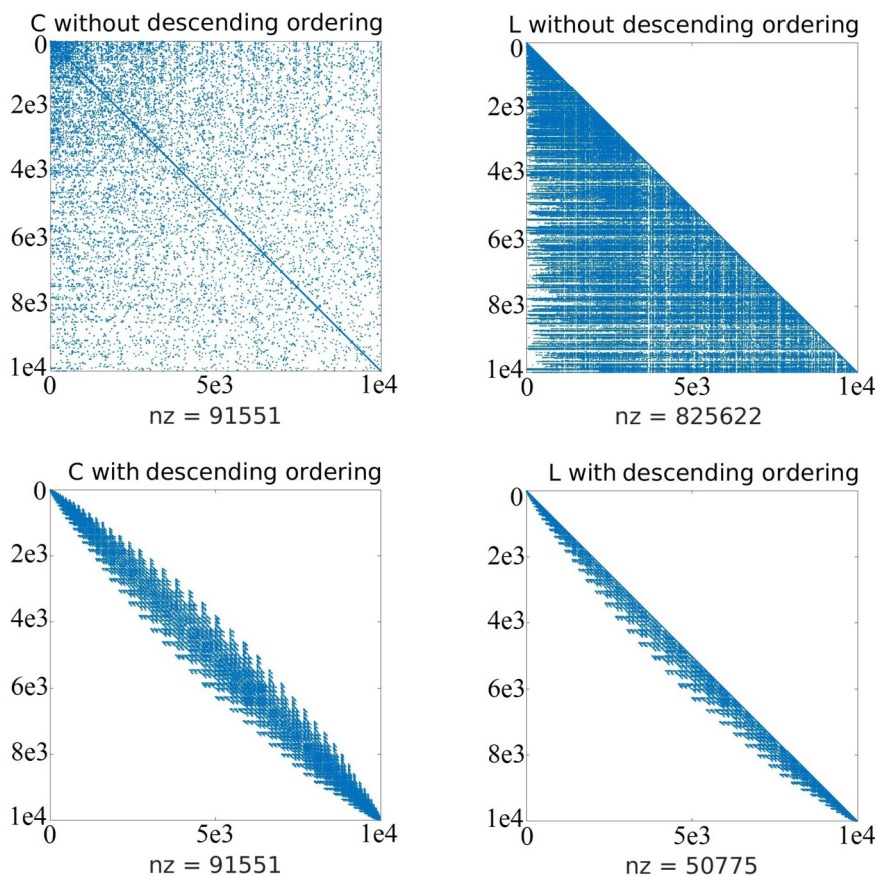 C without descending ordering
0
2e3
4e3
6e3
8e3
1e4
0 5e3 1e4
nz = 91551
L without descending ordering
0
2e3
4e3
6e3
8e3
1e4
0 5e3 1e4
nz = 825622
C with descending ordering
0
2e3
4e3
6e3
8e3
1e4
0 5e3 1e4
nz = 91551
L with descending ordering
0
2e3
4e3
6e3
8e3
1e4
0 5e3 1e4
nz = 50775